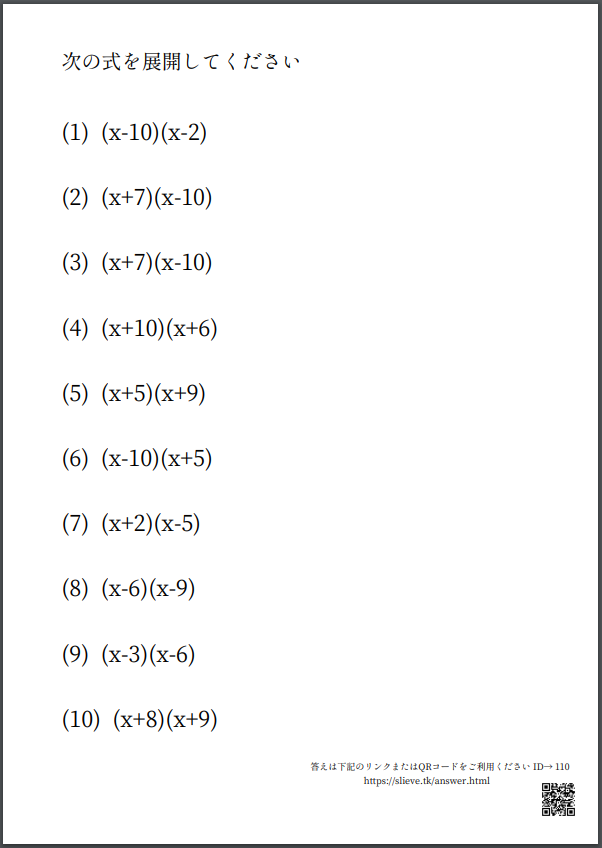 次の式を展開してください
(1) (x-10)(x-2)
(2) (x+7)(x-10)
(3) (x+7)(x-10)
(4) (x+10)(x+6)
(5) (x+5)(x+9)
(6) (x-10)(x+5)
(7) (x+2)(x-5)
(8) (x-6)(x-9)
(9) (x-3)(x-6)
(10) (x+8)(x+9)
答えは下記のリンクまたはQRコードをご利用ください ID→ 110
https://slieve.tk/answer.html